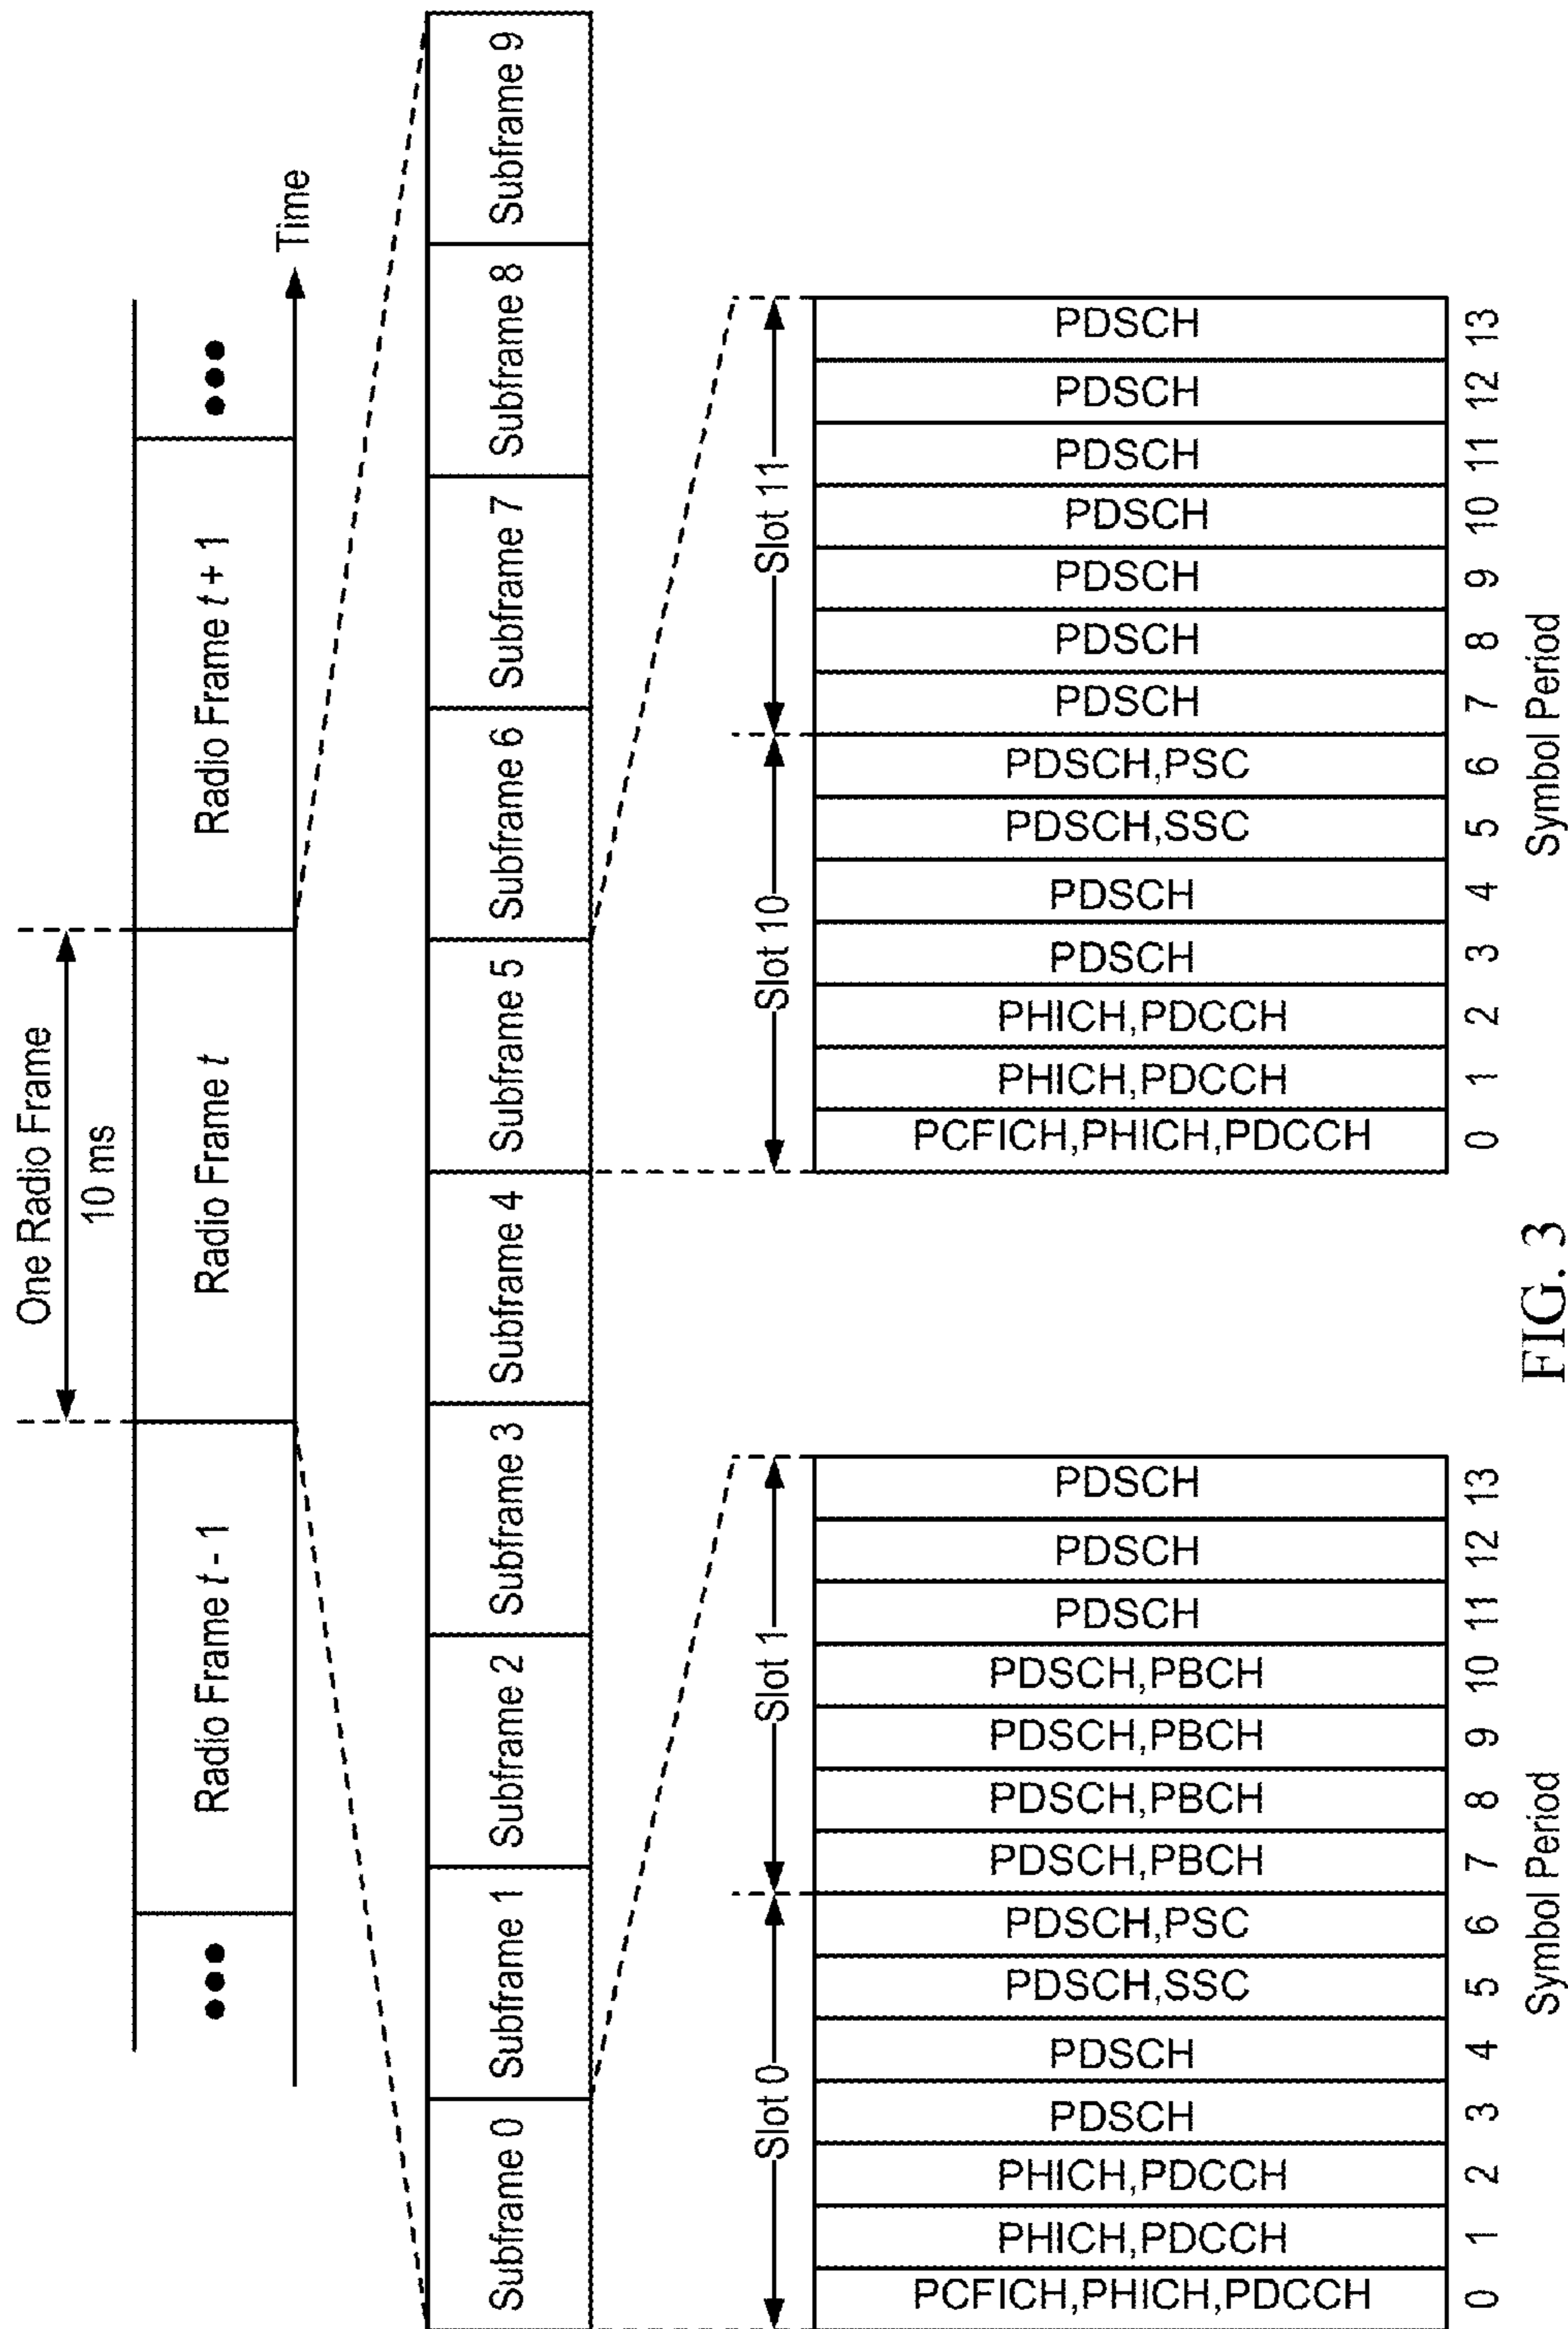 One Radio Frame
10 ms
Radio Frame t - 1
Radio Frame t
Radio Frame t + 1
Time
Subframe 0
Subframe 1
Subframe 2
Subframe 3
Subframe 4
Subframe 5
Subframe 6
Subframe 7
Subframe 8
Subframe 9
Slot 0
Slot 1
PCFICH,PHICH,PDCCH
PHICH,PDCCH
PHICH,PDCCH
PDSCH
PDSCH
PDSCH,SSC
PDSCH,PSC
PDSCH,PBCH
PDSCH,PBCH
PDSCH,PBCH
PDSCH,PBCH
PDSCH
PDSCH
PDSCH
0 1 2 3 4 5 6 7 8 9 10 11 12 13
Symbol Period
Slot 10
Slot 11
PCFICH,PHICH,PDCCH
PHICH,PDCCH
PHICH,PDCCH
PDSCH
PDSCH
PDSCH,SSC
PDSCH,PSC
PDSCH
PDSCH
PDSCH
PDSCH
PDSCH
PDSCH
PDSCH
0 1 2 3 4 5 6 7 8 9 10 11 12 13
Symbol Period
FIG. 3